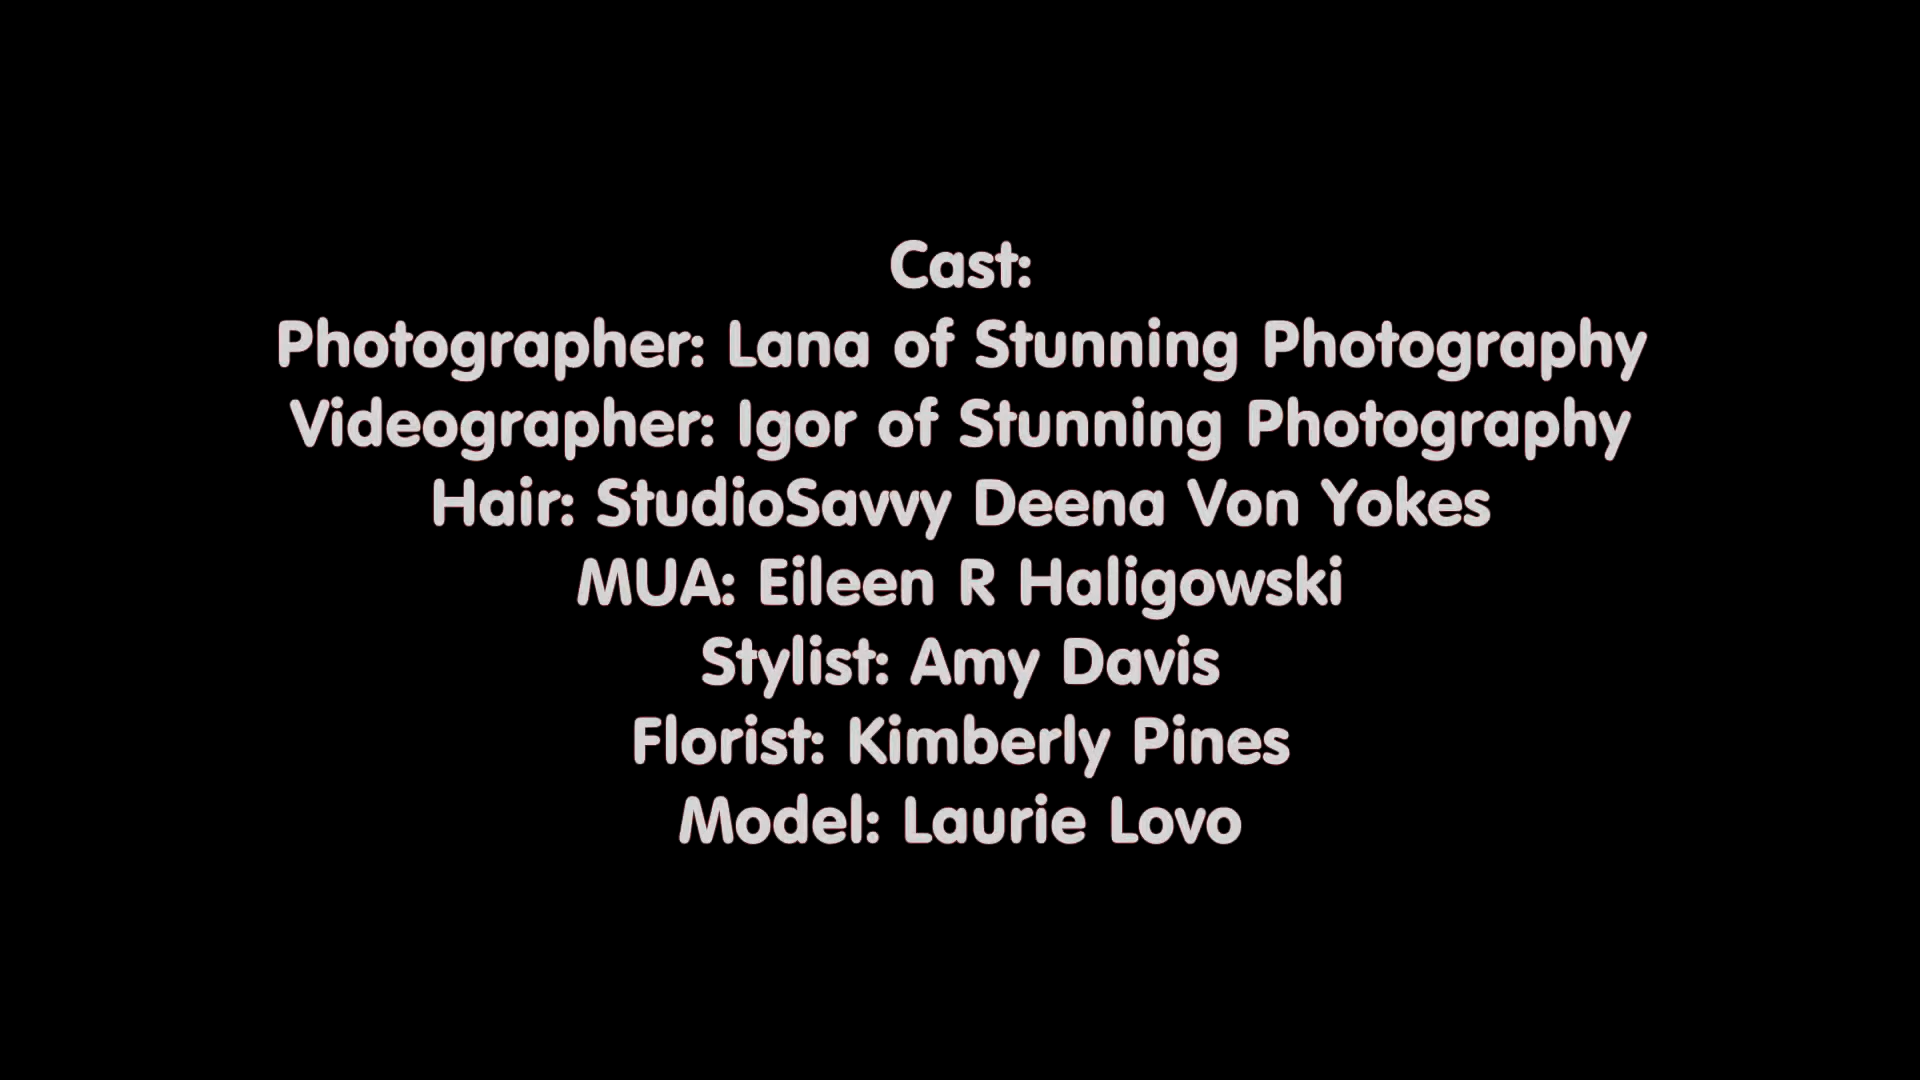 Cast:
Photographer: Lana of Stunning Photography
Videographer: Igor of Stunning Photography
Hair: StudioSavvy Deena Von Yokes
MUA: Eileen R Haligowski
Stylist: Amy Davis
Florist: Kimberly Pines
Model: Laurie Lovo